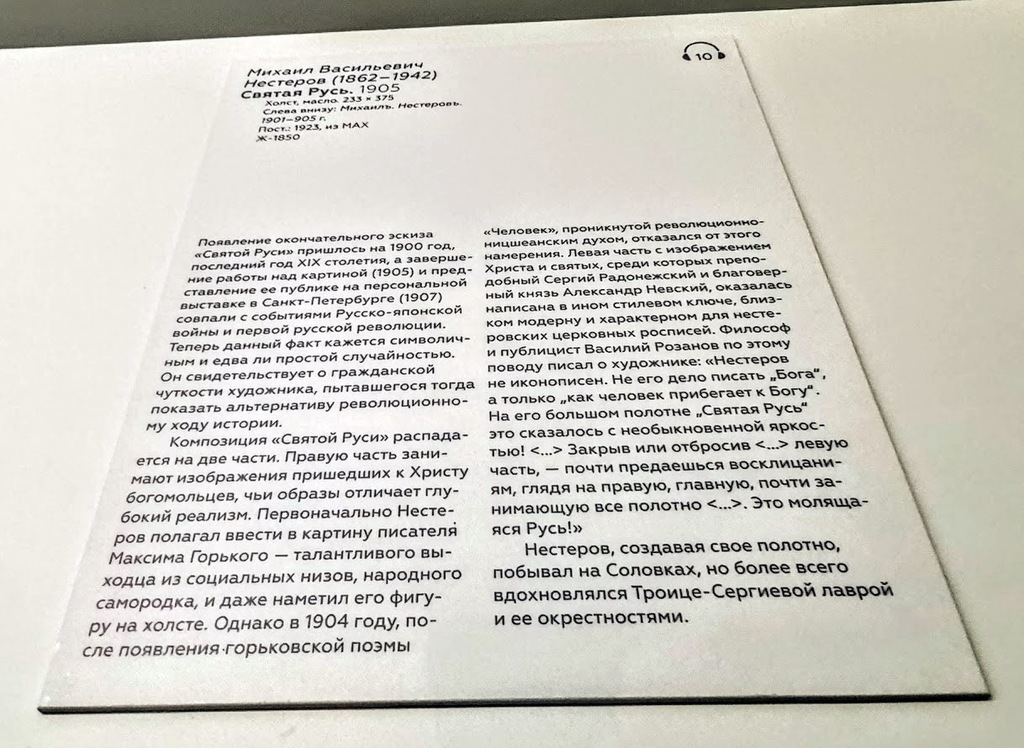 10
Михаил Васильевич
Нестеров (1862–1942)
Святая Русь. 1905
Холст, масло. 233 × 375
Слева внизу: Михаилъ. Нестеровъ.
1901–905 г.
Пост.: 1923, из МАХ
Ж-1850
Появление окончательного эскиза
«Святой Руси» пришлось на 1900 год,
последний год XIX столетия, а заверше-
ние работы над картиной (1905) и пред-
ставление ее публике на персональной
выставке в Санкт-Петербурге (1907)
совпали с событиями Русско-японской
войны и первой русской революции.
Теперь данный факт кажется символич-
ным и едва ли простой случайностью.
Он свидетельствует о гражданской
чуткости художника, пытавшегося тогда
показать альтернативу революционно-
му ходу истории.
Композиция «Святой Руси» распада-
ется на две части. Правую часть зани-
мают изображения пришедших к Христу
богомольцев, чьи образы отличает глу-
бокий реализм. Первоначально Несте-
ров полагал ввести в картину писателя
Максима Горького — талантливого вы-
ходца из социальных низов, народного
самородка, и даже наметил его фигу-
ру на холсте. Однако в 1904 году, по-
сле появления горьковской поэмы
«Человек», проникнутой революционно-
ницшеанским духом, отказался от этого
намерения. Левая часть с изображением
Христа и святых, среди которых препо-
добный Сергий Радонежский и благовер-
ный князь Александр Невский, оказалась
написана в ином стилевом ключе, близ-
ком модерну и характерном для несте-
ровских церковных росписей. Философ
и публицист Василий Розанов по этому
поводу писал о художнике: «Нестеров
не иконописен. Не его дело писать „Бога“,
а только „как человек прибегает к Богу“.
На его большом полотне „Святая Русь“
это сказалось с необыкновенной яркос-
тью! <...> Закрыв или отбросив <...> левую
часть, — почти предаешься восклицани-
ям, глядя на правую, главную, почти за-
нимающую все полотно <...>. Это моляща-
яся Русь!»
Нестеров, создавая свое полотно,
побывал на Соловках, но более всего
вдохновлялся Троице-Сергиевой лаврой
и ее окрестностями.